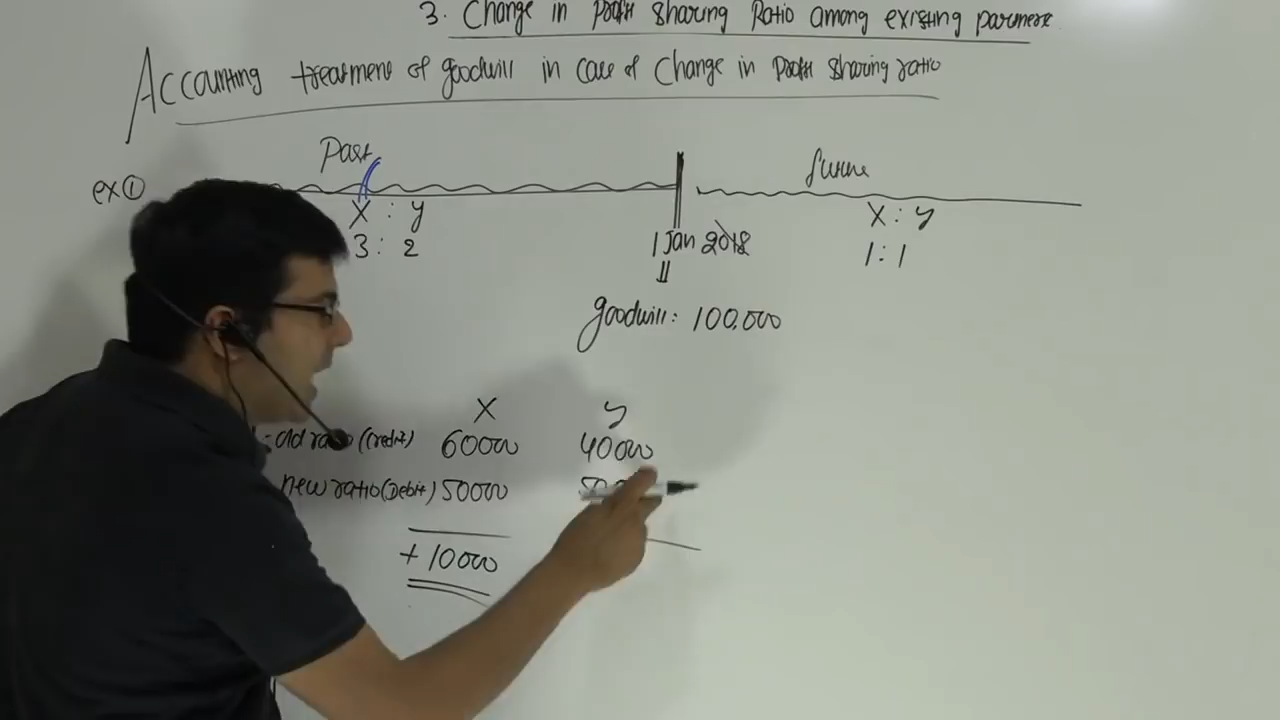 3. Change in Profit Sharing Ratio among existing partners
Accounting treatment of goodwill in case of Change in Profit sharing ratio
Past
future
ex ①
X : y
X : y
3 : 2
1 Jan 2018
1 : 1
goodwill: 100,000
X y
old ratio (Credit) 60000 40000
new ratio (Debit) 50000
+ 10000